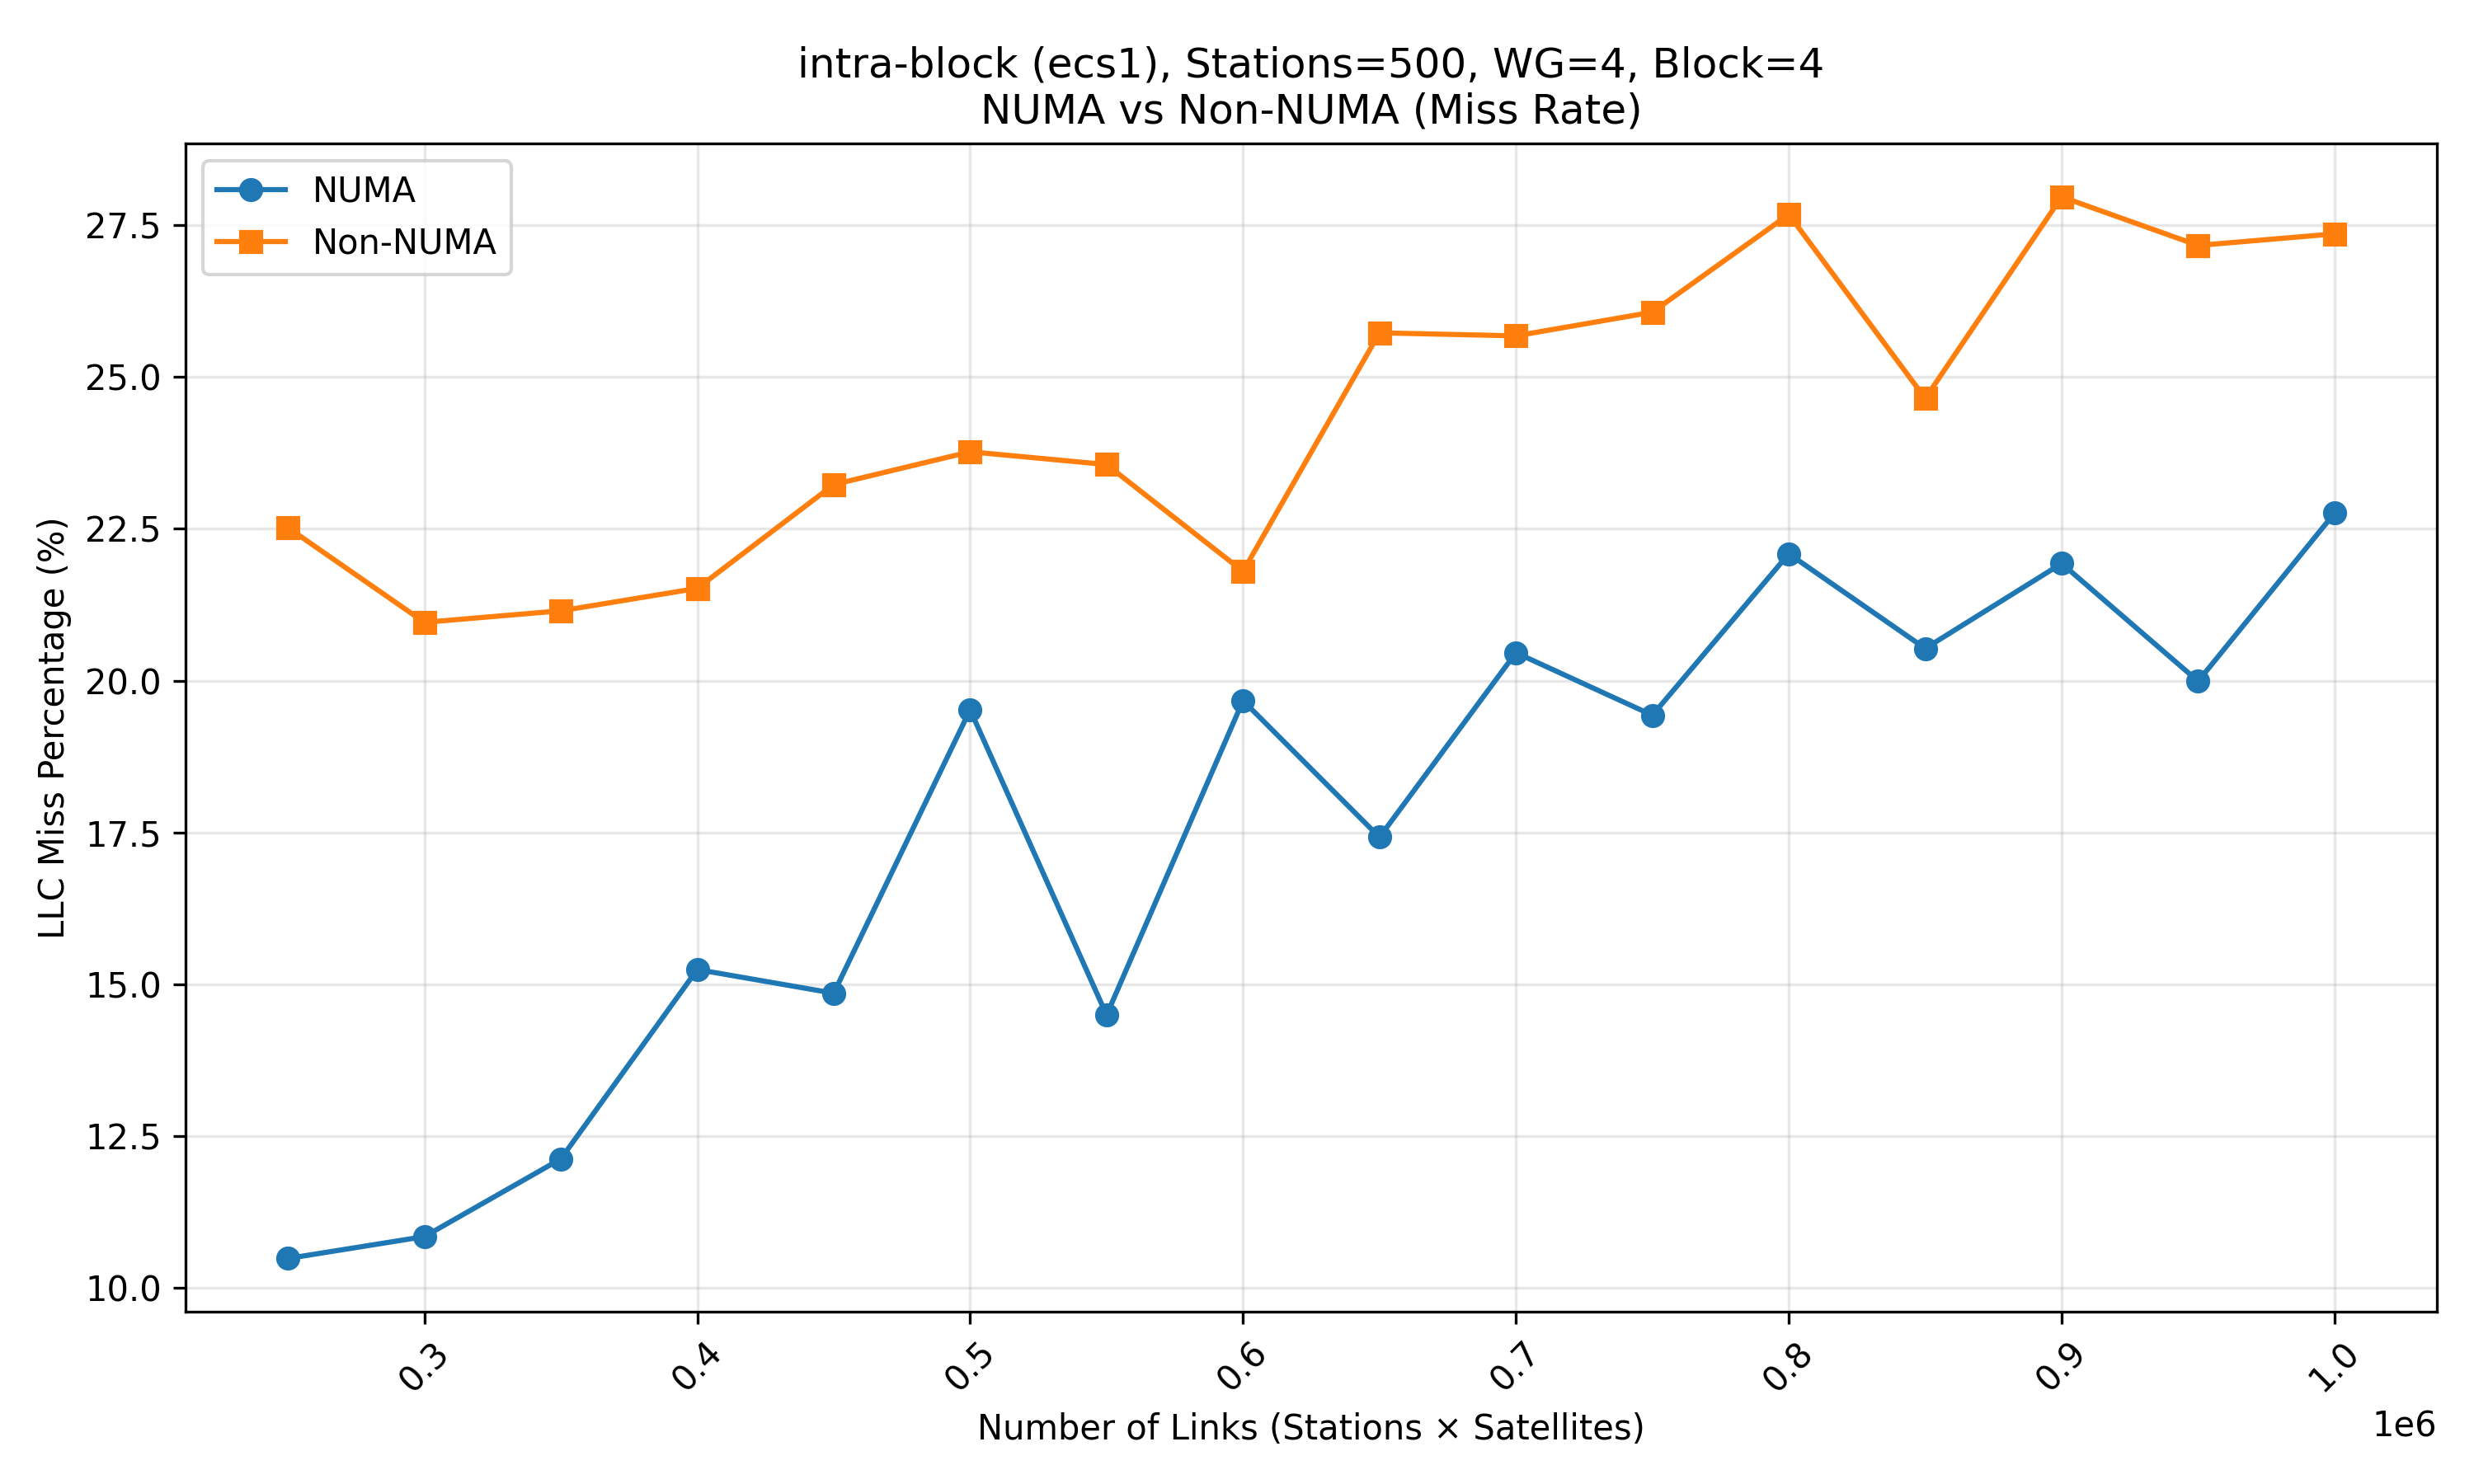 intra-block (ecs1), Stations=500, WG=4, Block=4
NUMA vs Non-NUMA (Miss Rate)
NUMA
Non-NUMA
LLC Miss Percentage (%)
27.5
25.0
22.5
20.0
17.5
15.0
12.5
10.0
0.3
0.4
0.5
0.6
0.7
0.8
0.9
1.0
Number of Links (Stations × Satellites)
1e6